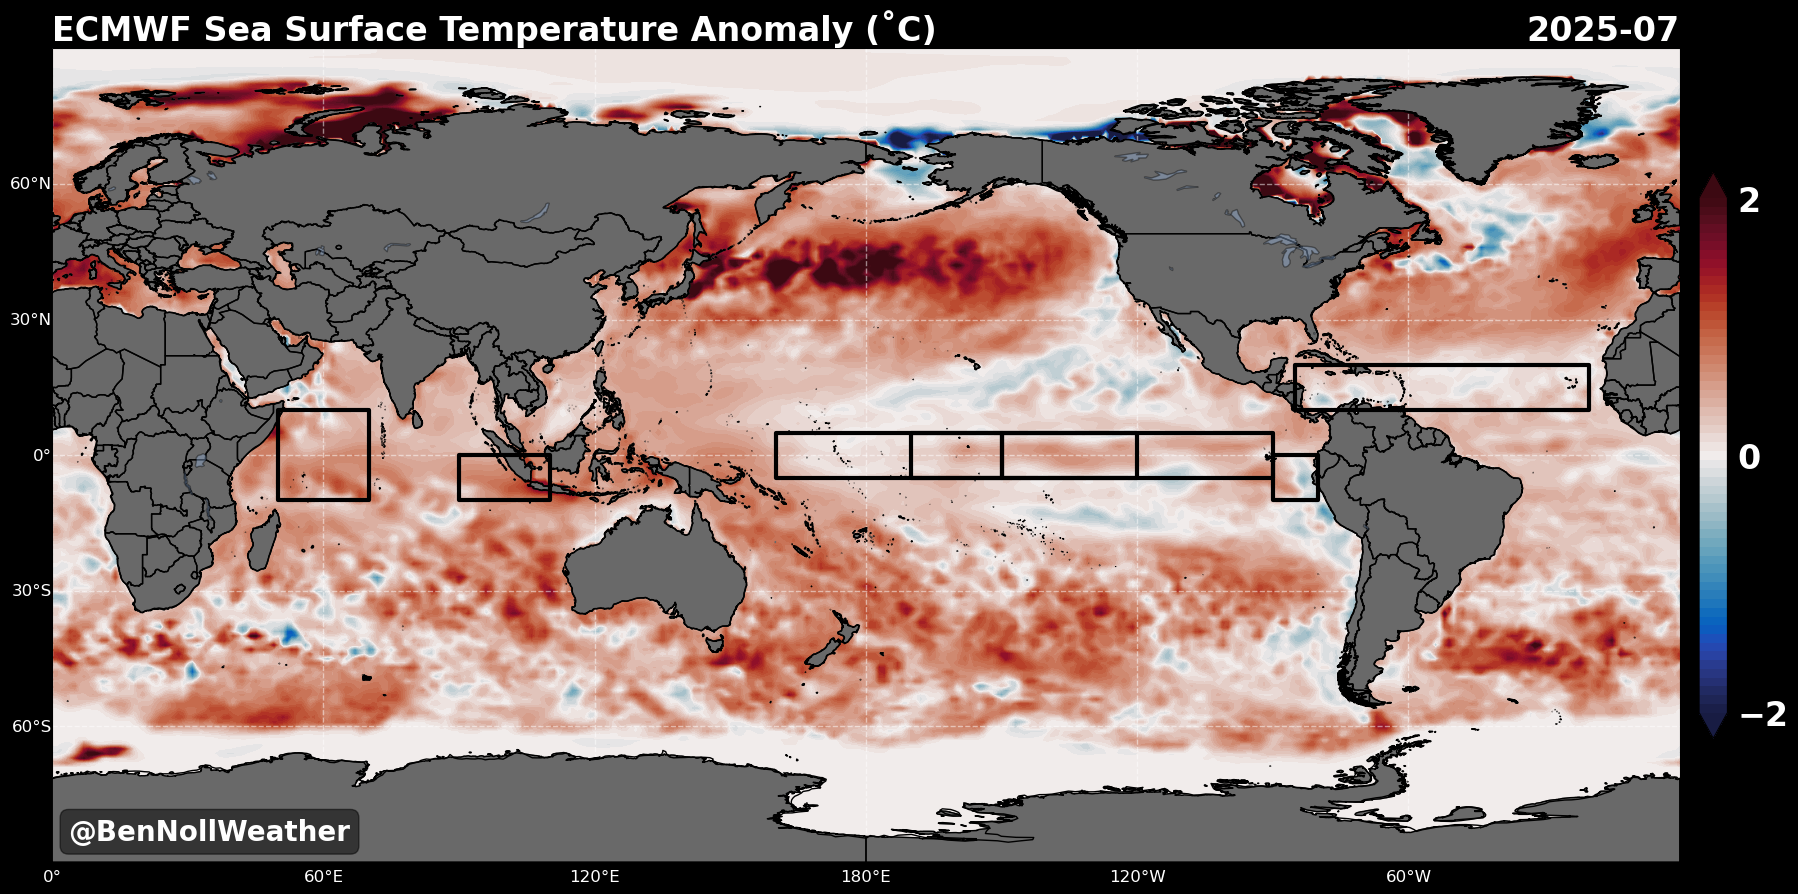 ECMWF Sea Surface Temperature Anomaly (˚C)
2025-07
60°N
30°N
0°
30°S
60°S
2
0
−2
@BenNollWeather
0°
60°E
120°E
180°E
120°W
60°W